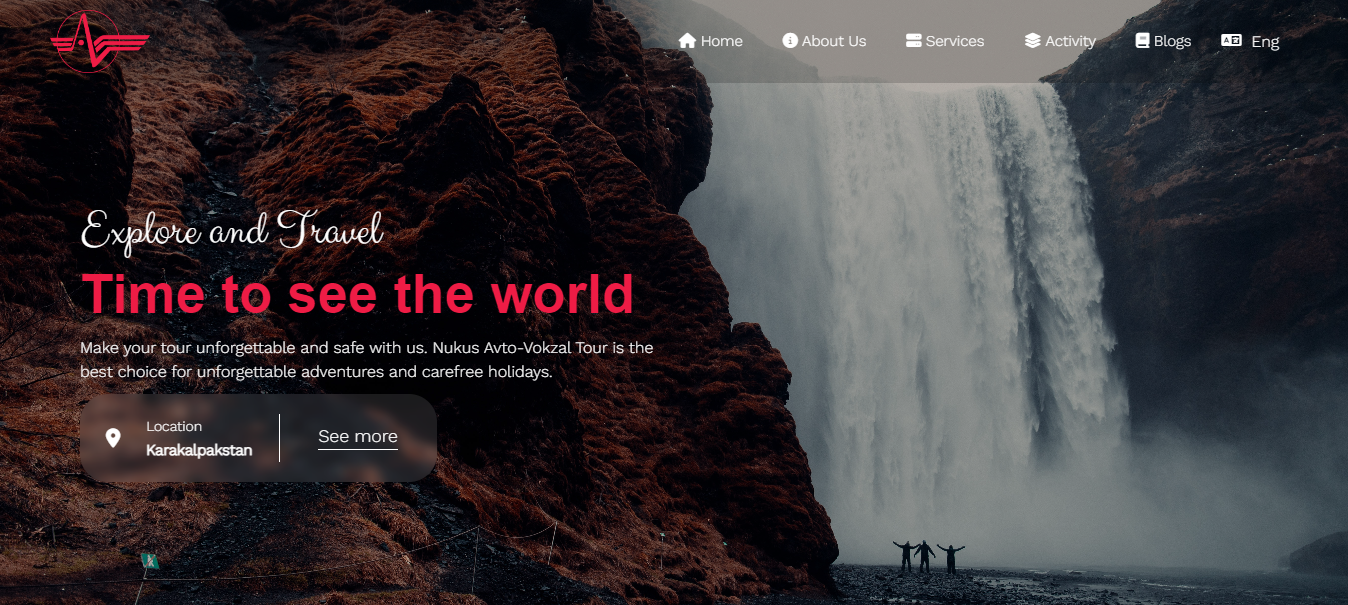 Home About Us Services Activity Blogs Eng
Explore and Travel
Time to see the world
Make your tour unforgettable and safe with us. Nukus Avto-Vokzal Tour is the
best choice for unforgettable adventures and carefree holidays.
Location
Karakalpakstan
See more